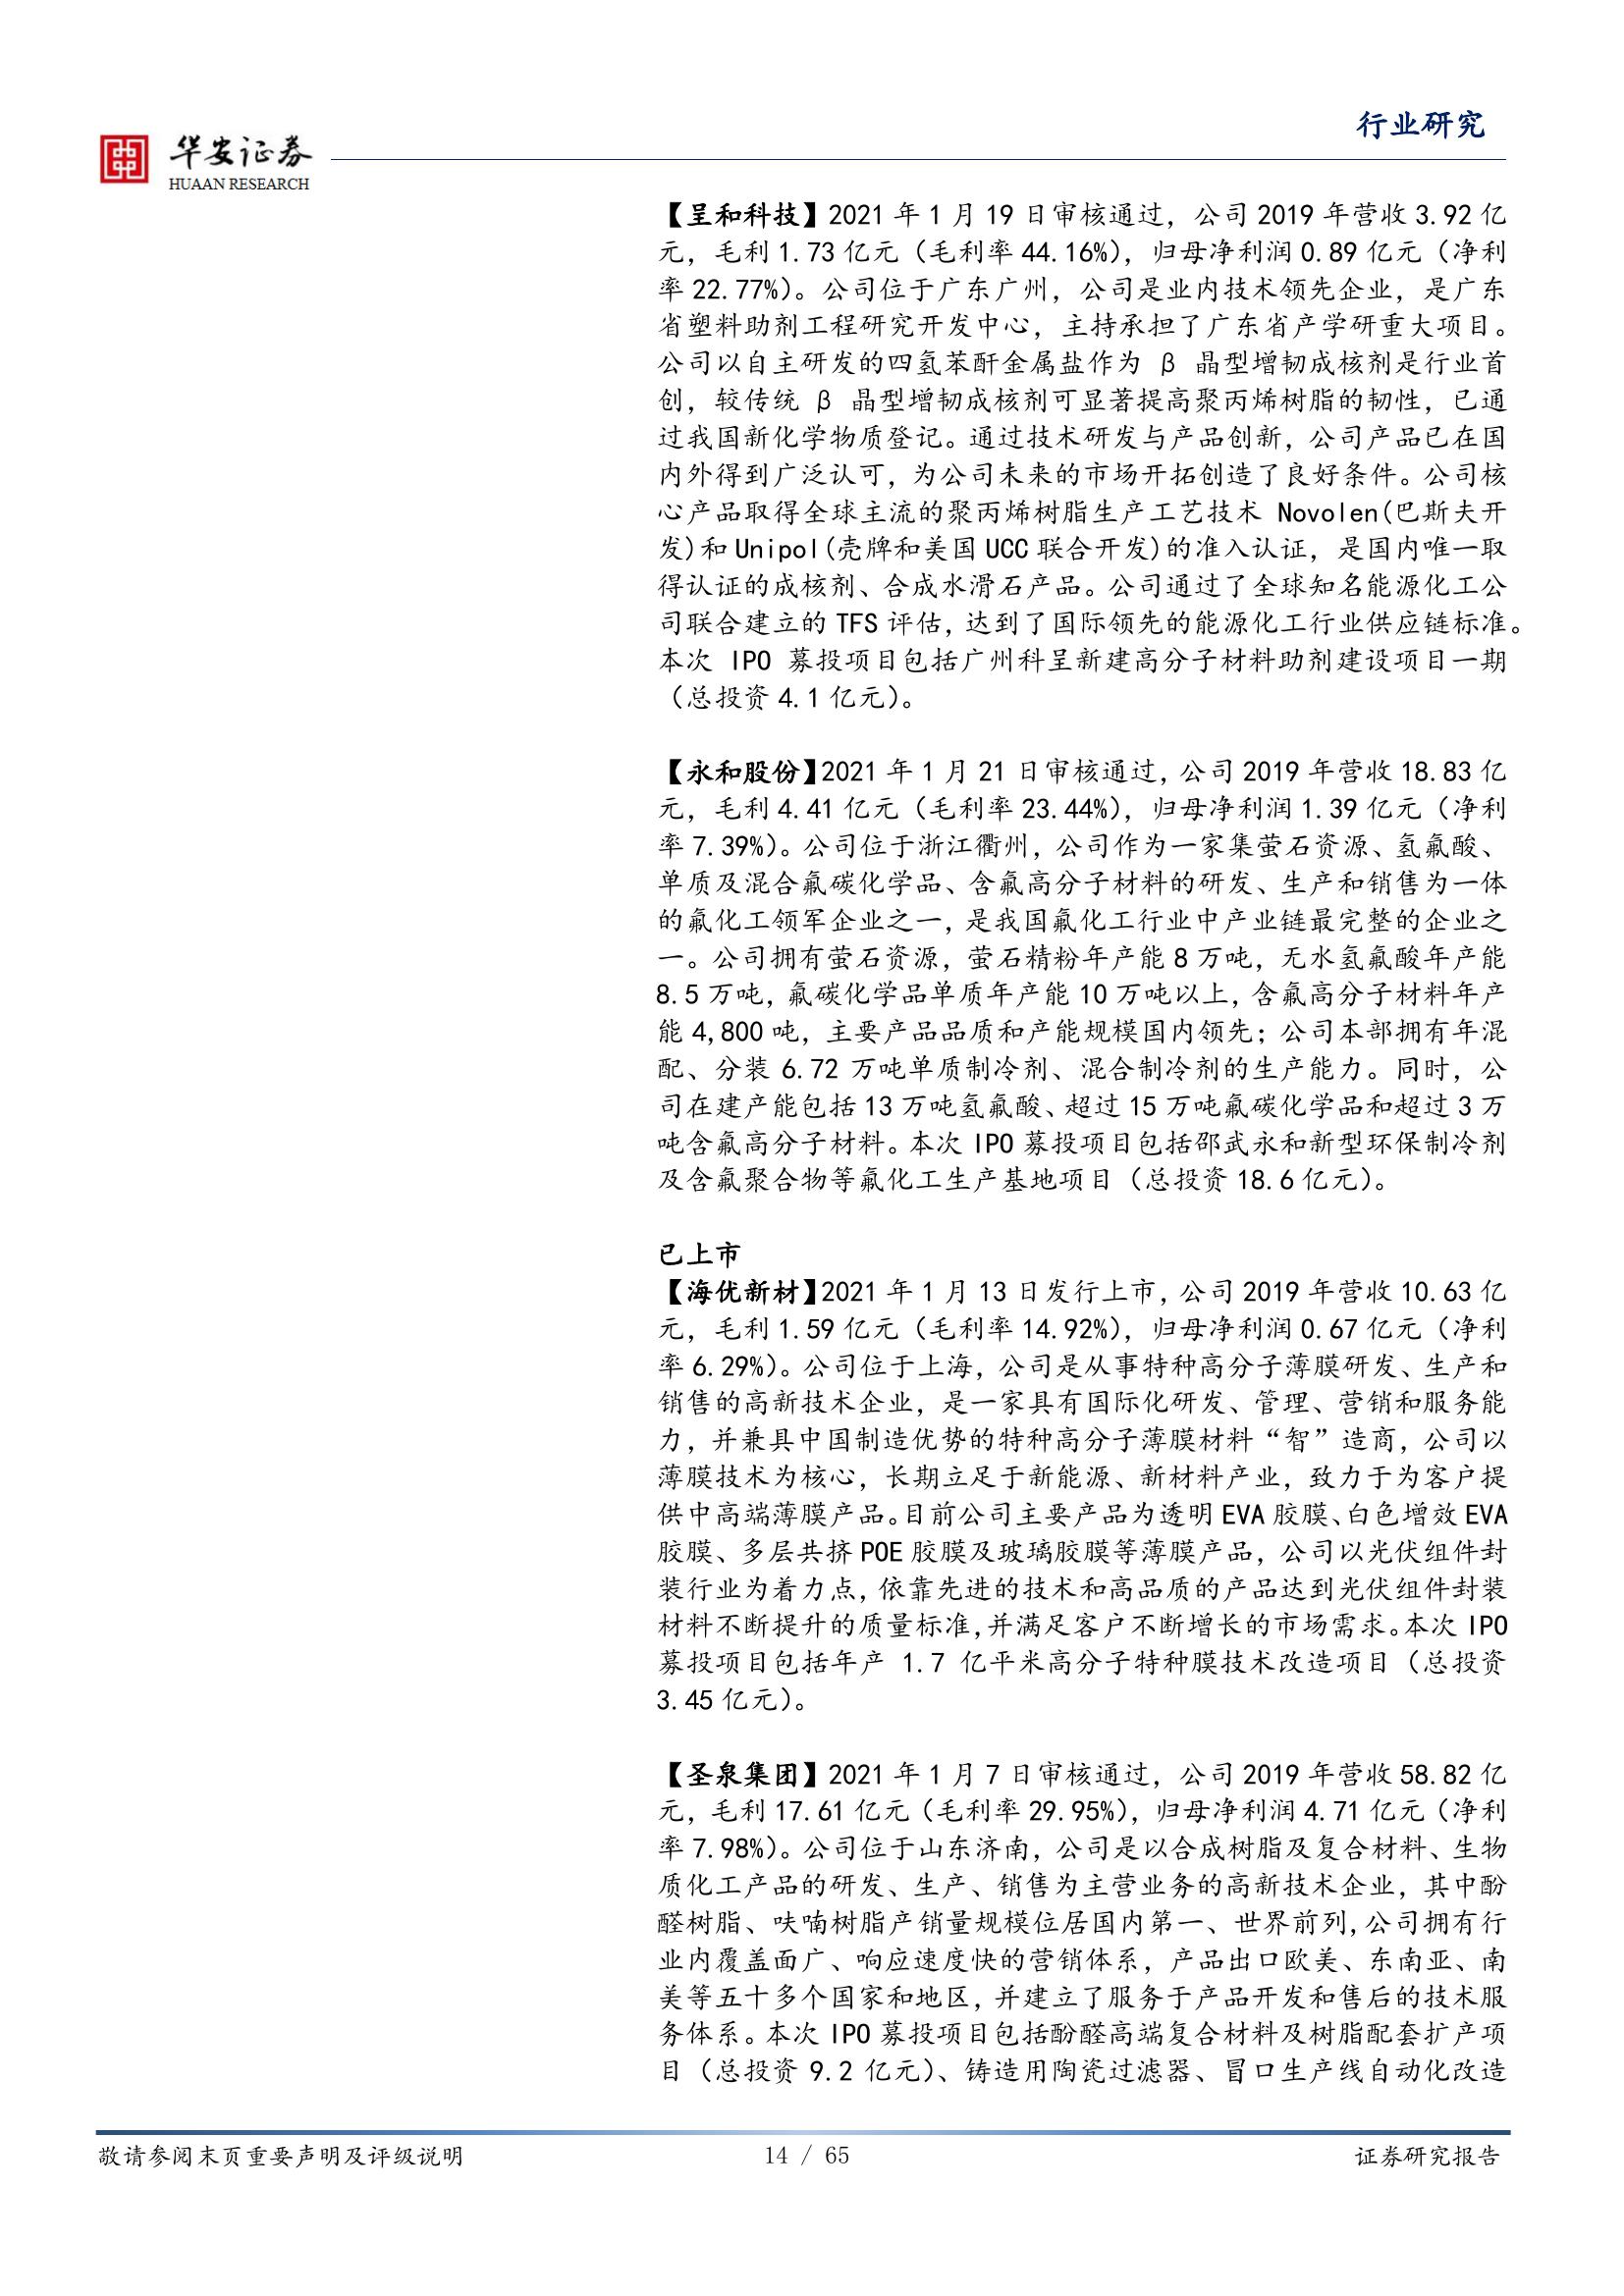 行业研究
华安证券
HUAAN RESEARCH
【呈和科技】2021 年 1 月 19 日审核通过，公司 2019 年营收 3.92 亿
元，毛利 1.73 亿元（毛利率 44.16%），归母净利润 0.89 亿元（净利
率 22.77%）。公司位于广东广州，公司是业内技术领先企业，是广东
省塑料助剂工程研究开发中心，主持承担了广东省产学研重大项目。
公司以自主研发的四氢苯酐金属盐作为 β 晶型增韧成核剂是行业首
创，较传统 β 晶型增韧成核剂可显著提高聚丙烯树脂的韧性，已通
过我国新化学物质登记。通过技术研发与产品创新，公司产品已在国
内外得到广泛认可，为公司未来的市场开拓创造了良好条件。公司核
心产品取得全球主流的聚丙烯树脂生产工艺技术 Novolen(巴斯夫开
发)和 Unipol(壳牌和美国 UCC 联合开发)的准入认证，是国内唯一取
得认证的成核剂、合成水滑石产品。公司通过了全球知名能源化工公
司联合建立的 TFS 评估，达到了国际领先的能源化工行业供应链标准。
本次 IPO 募投项目包括广州科呈新建高分子材料助剂建设项目一期
（总投资 4.1 亿元）。
【永和股份】2021 年 1 月 21 日审核通过，公司 2019 年营收 18.83 亿
元，毛利 4.41 亿元（毛利率 23.44%），归母净利润 1.39 亿元（净利
率 7.39%）。公司位于浙江衢州，公司作为一家集萤石资源、氢氟酸、
单质及混合氟碳化学品、含氟高分子材料的研发、生产和销售为一体
的氟化工领军企业之一，是我国氟化工行业中产业链最完整的企业之
一。公司拥有萤石资源，萤石精粉年产能 8 万吨，无水氢氟酸年产能
8.5 万吨，氟碳化学品单质年产能 10 万吨以上，含氟高分子材料年产
能 4,800 吨，主要产品品质和产能规模国内领先；公司本部拥有年混
配、分装 6.72 万吨单质制冷剂、混合制冷剂的生产能力。同时，公
司在建产能包括 13 万吨氢氟酸、超过 15 万吨氟碳化学品和超过 3 万
吨含氟高分子材料。本次 IPO 募投项目包括邵武永和新型环保制冷剂
及含氟聚合物等氟化工生产基地项目（总投资 18.6 亿元）。
已上市
【海优新材】2021 年 1 月 13 日发行上市，公司 2019 年营收 10.63 亿
元，毛利 1.59 亿元（毛利率 14.92%），归母净利润 0.67 亿元（净利
率 6.29%）。公司位于上海，公司是从事特种高分子薄膜研发、生产和
销售的高新技术企业，是一家具有国际化研发、管理、营销和服务能
力，并兼具中国制造优势的特种高分子薄膜材料“智”造商，公司以
薄膜技术为核心，长期立足于新能源、新材料产业，致力于为客户提
供中高端薄膜产品。目前公司主要产品为透明 EVA 胶膜、白色增效 EVA
胶膜、多层共挤 POE 胶膜及玻璃胶膜等薄膜产品，公司以光伏组件封
装行业为着力点，依靠先进的技术和高品质的产品达到光伏组件封装
材料不断提升的质量标准，并满足客户不断增长的市场需求。本次 IPO
募投项目包括年产 1.7 亿平米高分子特种膜技术改造项目（总投资
3.45 亿元）。
【圣泉集团】2021 年 1 月 7 日审核通过，公司 2019 年营收 58.82 亿
元，毛利 17.61 亿元（毛利率 29.95%），归母净利润 4.71 亿元（净利
率 7.98%）。公司位于山东济南，公司是以合成树脂及复合材料、生物
质化工产品的研发、生产、销售为主营业务的高新技术企业，其中酚
醛树脂、呋喃树脂产销量规模位居国内第一、世界前列,公司拥有行
业内覆盖面广、响应速度快的营销体系，产品出口欧美、东南亚、南
美等五十多个国家和地区，并建立了服务于产品开发和售后的技术服
务体系。本次 IPO 募投项目包括酚醛高端复合材料及树脂配套扩产项
目（总投资 9.2 亿元）、铸造用陶瓷过滤器、冒口生产线自动化改造
敬请参阅末页重要声明及评级说明
14 / 65
证券研究报告